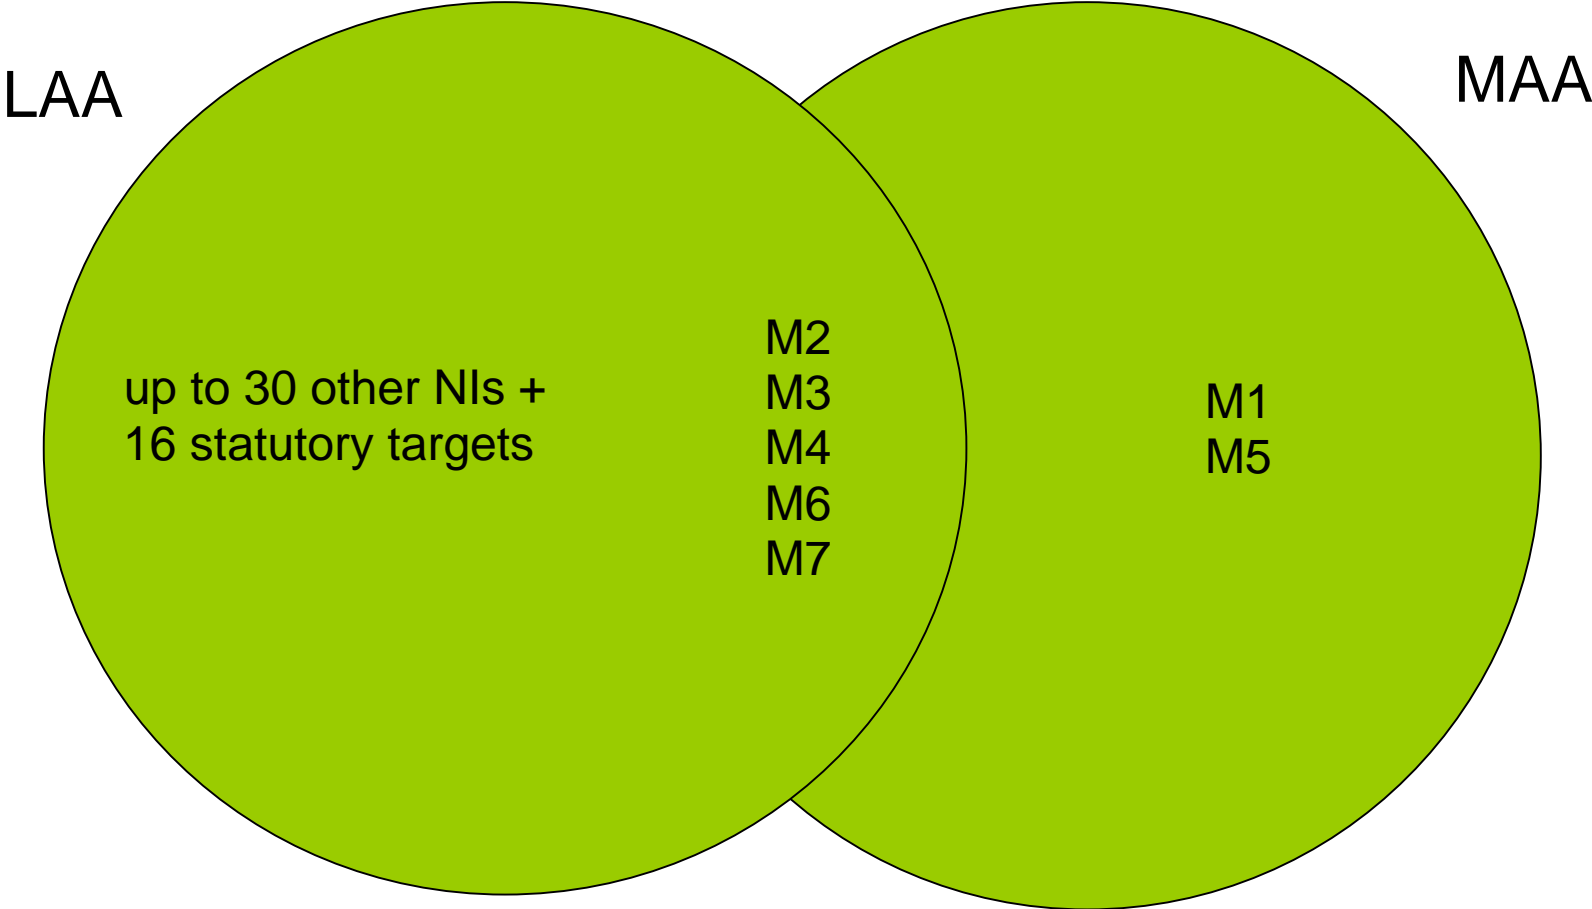 LAA
MAA
up to 30 other NIs +
16 statutory targets
M2
M3
M4
M6
M7
M1
M5